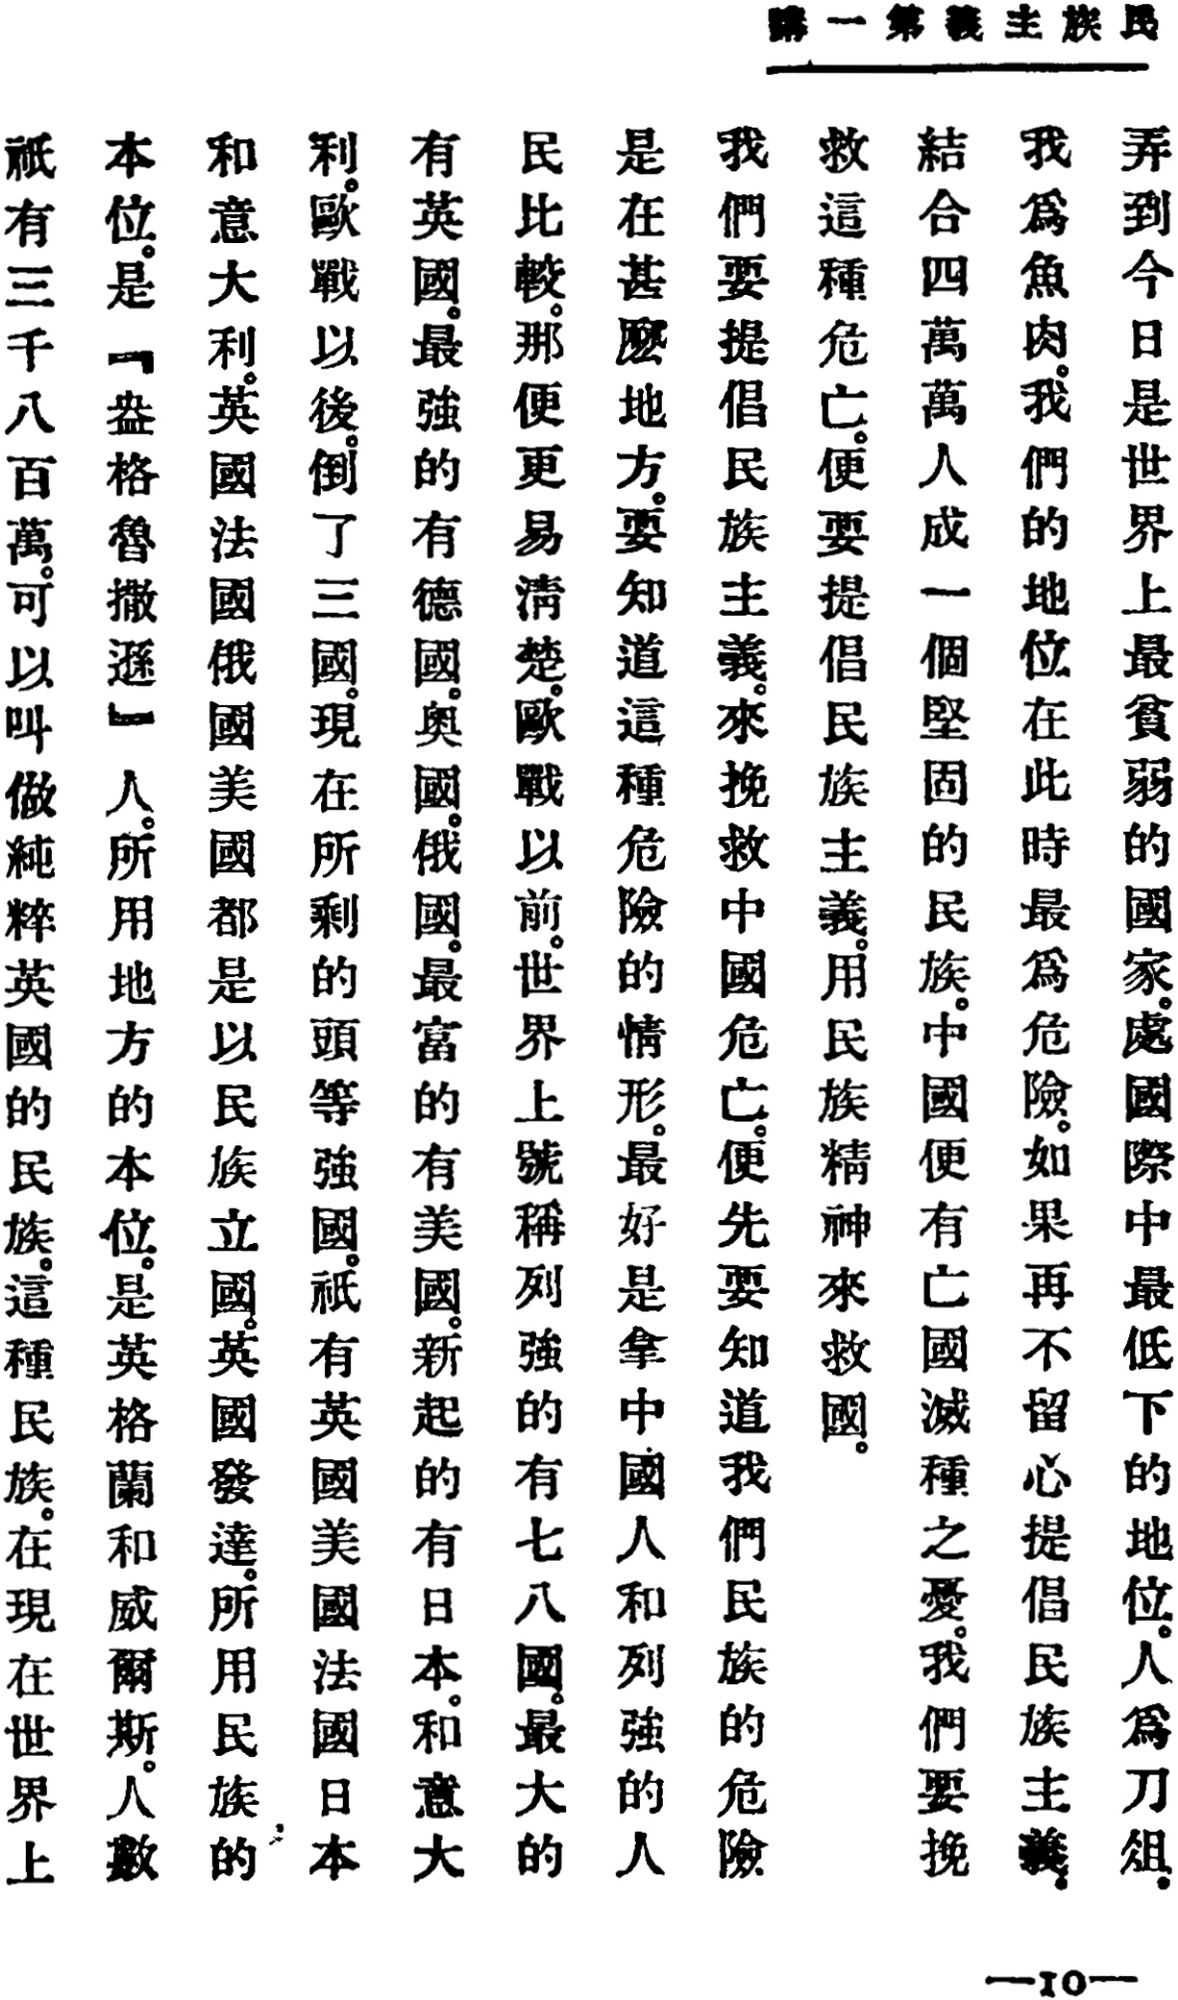 民族主義第一講
弄到今日是世界上最貧弱的國家。處國際中最低下的地位。人爲刀俎。
我爲魚肉。我們的地位在此時最爲危險。如果再不留心提倡民族主義。
結合四萬萬人成一個堅固的民族。中國便有亡國滅種之憂。我們要挽
救這種危亡。便要提倡民族主義。用民族精神來救國。
我們要提倡民族主義。來挽救中國危亡。便先要知道我們民族的危險
是在甚麼地方。要知道這種危險的情形。最好是拿中國人和列強的人
民比較。那便更易清楚。歐戰以前。世界上號稱列強的有七八國。最大的
有英國。最強的有德國。奥國。俄國。最富的有美國。新起的有日本。和意大
利。歐戰以後。倒了三國。現在所剩的頭等強國。祇有英國美國法國日本
和意大利。英國法國俄國美國都是以民族立國。英國發達。所用民族的
本位。是『盎格魯撒遜』人。所用地方的本位。是英格蘭和威爾斯。人數
祇有三千八百萬。可以叫做純粹英國的民族。這種民族。在現在世界上
—10—